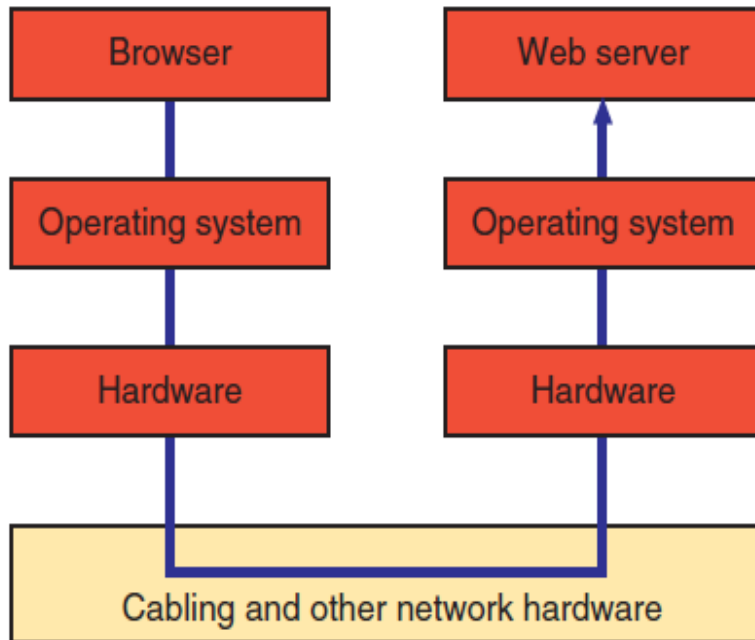 Browser
Web server
Operating system
Operating system
Hardware
Hardware
Cabling and other network hardware